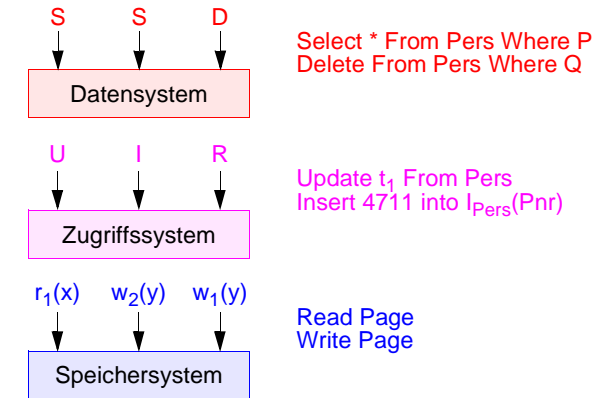 S S D
Select * From Pers Where P
Delete From Pers Where Q
Datensystem
U I R
Update t₁ From Pers
Insert 4711 into I_Pers(Pnr)
Zugriffssystem
r₁(x) w₂(y) w₁(y)
Read Page
Write Page
Speichersystem